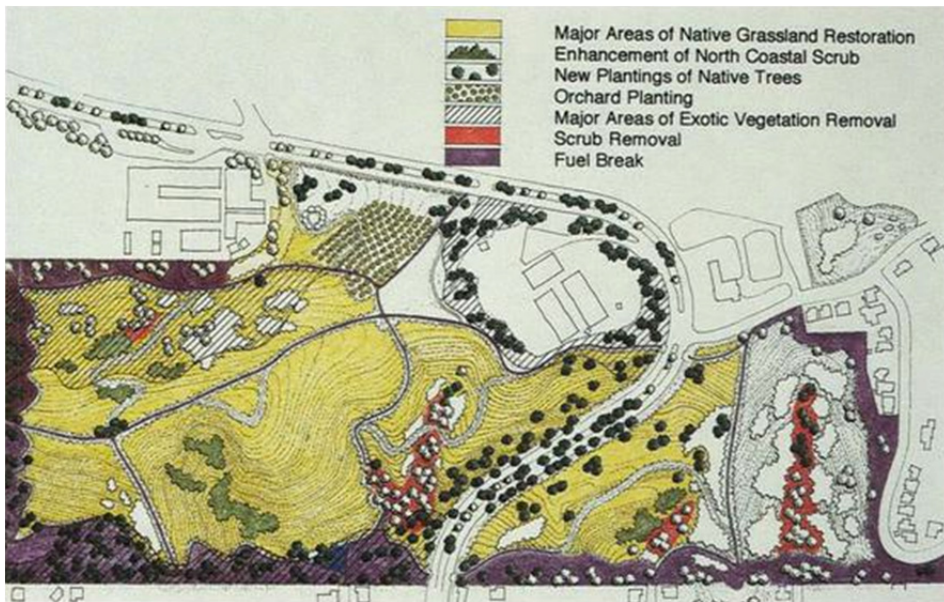 Major Areas of Native Grassland Restoration
Enhancement of North Coastal Scrub
New Plantings of Native Trees
Orchard Planting
Major Areas of Exotic Vegetation Removal
Scrub Removal
Fuel Break